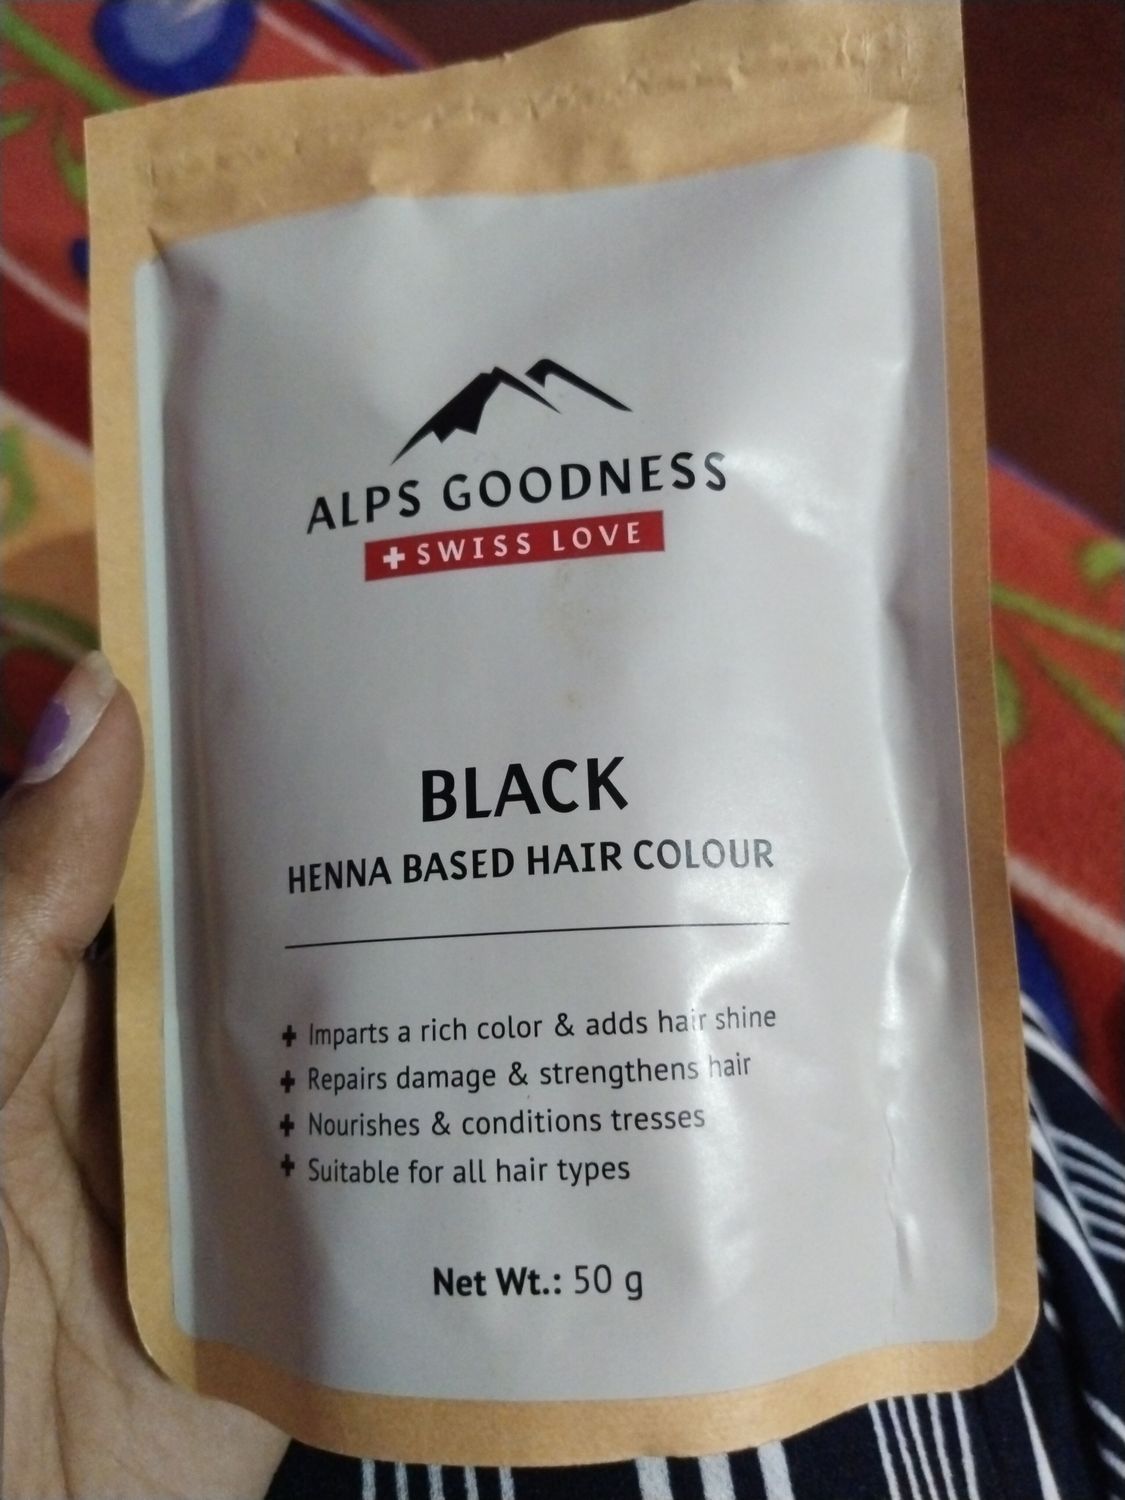 ALPS GOODNESS
+ SWISS LOVE
BLACK
HENNA BASED HAIR COLOUR
+ Imparts a rich color & adds hair shine
+ Repairs damage & strengthens hair
+ Nourishes & conditions tresses
+ Suitable for all hair types
Net Wt.: 50 g